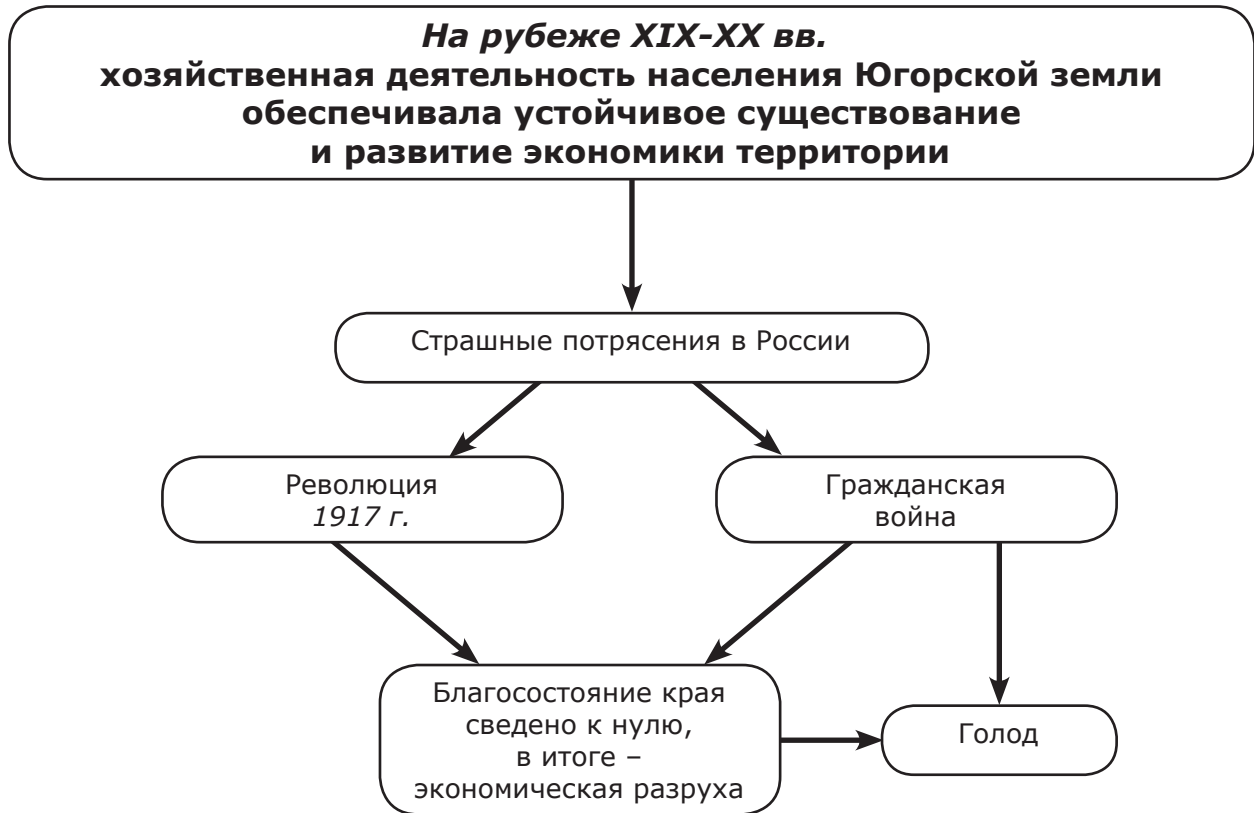 На рубеже XIX-XX вв.
хозяйственная деятельность населения Югорской земли
обеспечивала устойчивое существование
и развитие экономики территории
Страшные потрясения в России
Революция
1917 г.
Гражданская
война
Благосостояние края
сведено к нулю,
в итоге –
экономическая разруха
Голод